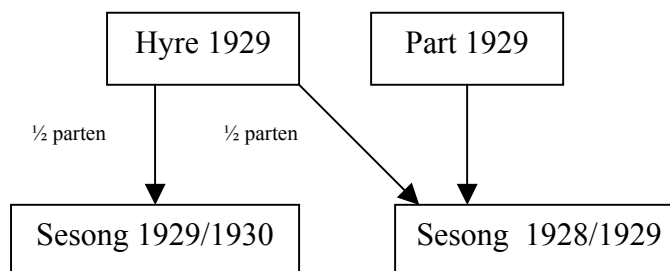 Hyre 1929
Part 1929
½ parten
½ parten
Sesong 1929/1930
Sesong 1928/1929